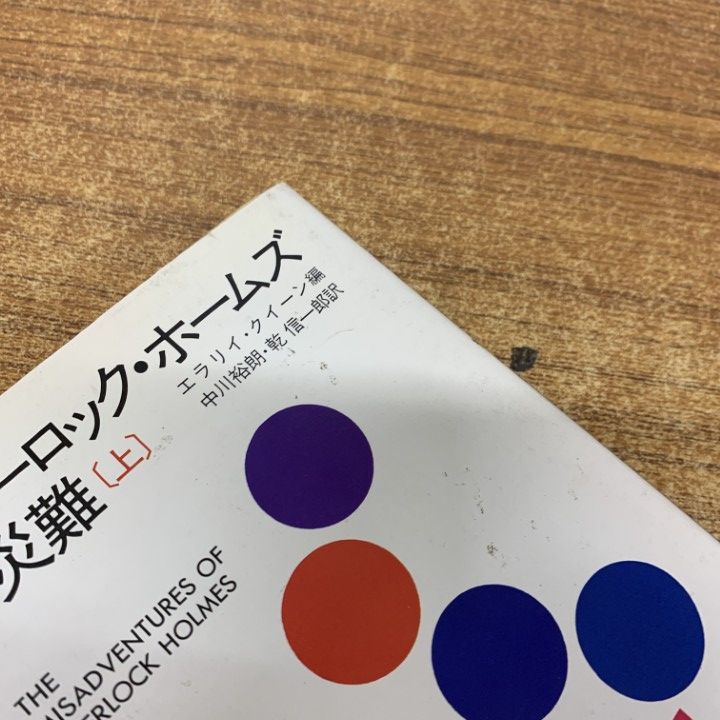 ーロック・ホームズ
災難〔上〕
エラリイ・クイーン編
中川裕朗・乾 信一郎訳
THE
MISADVENTURES OF
ERLOCK HOLMES